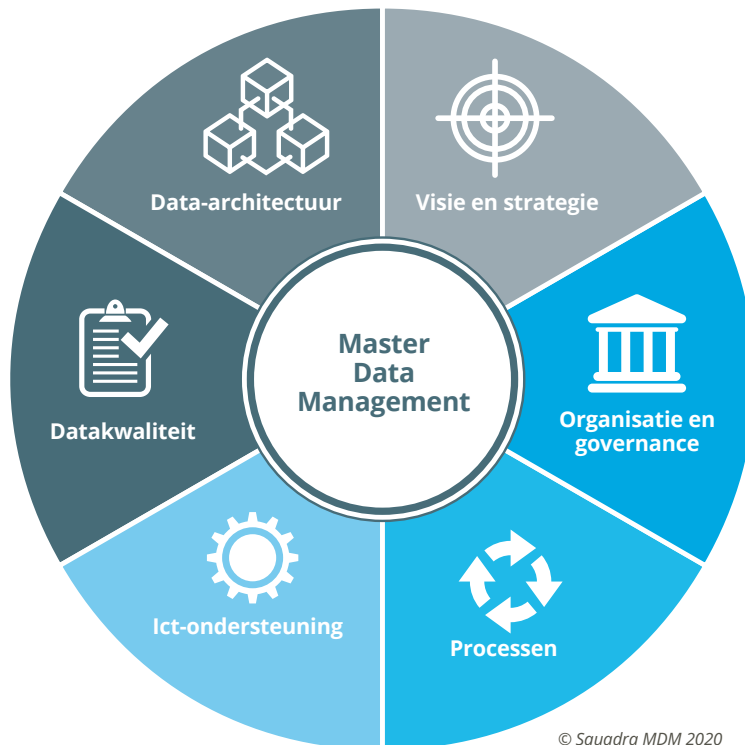 Data-architectuur
Visie en strategie
Master
Data
Management
Datakwaliteit
Organisatie en
governance
Ict-ondersteuning
Processen
© Squadra MDM 2020